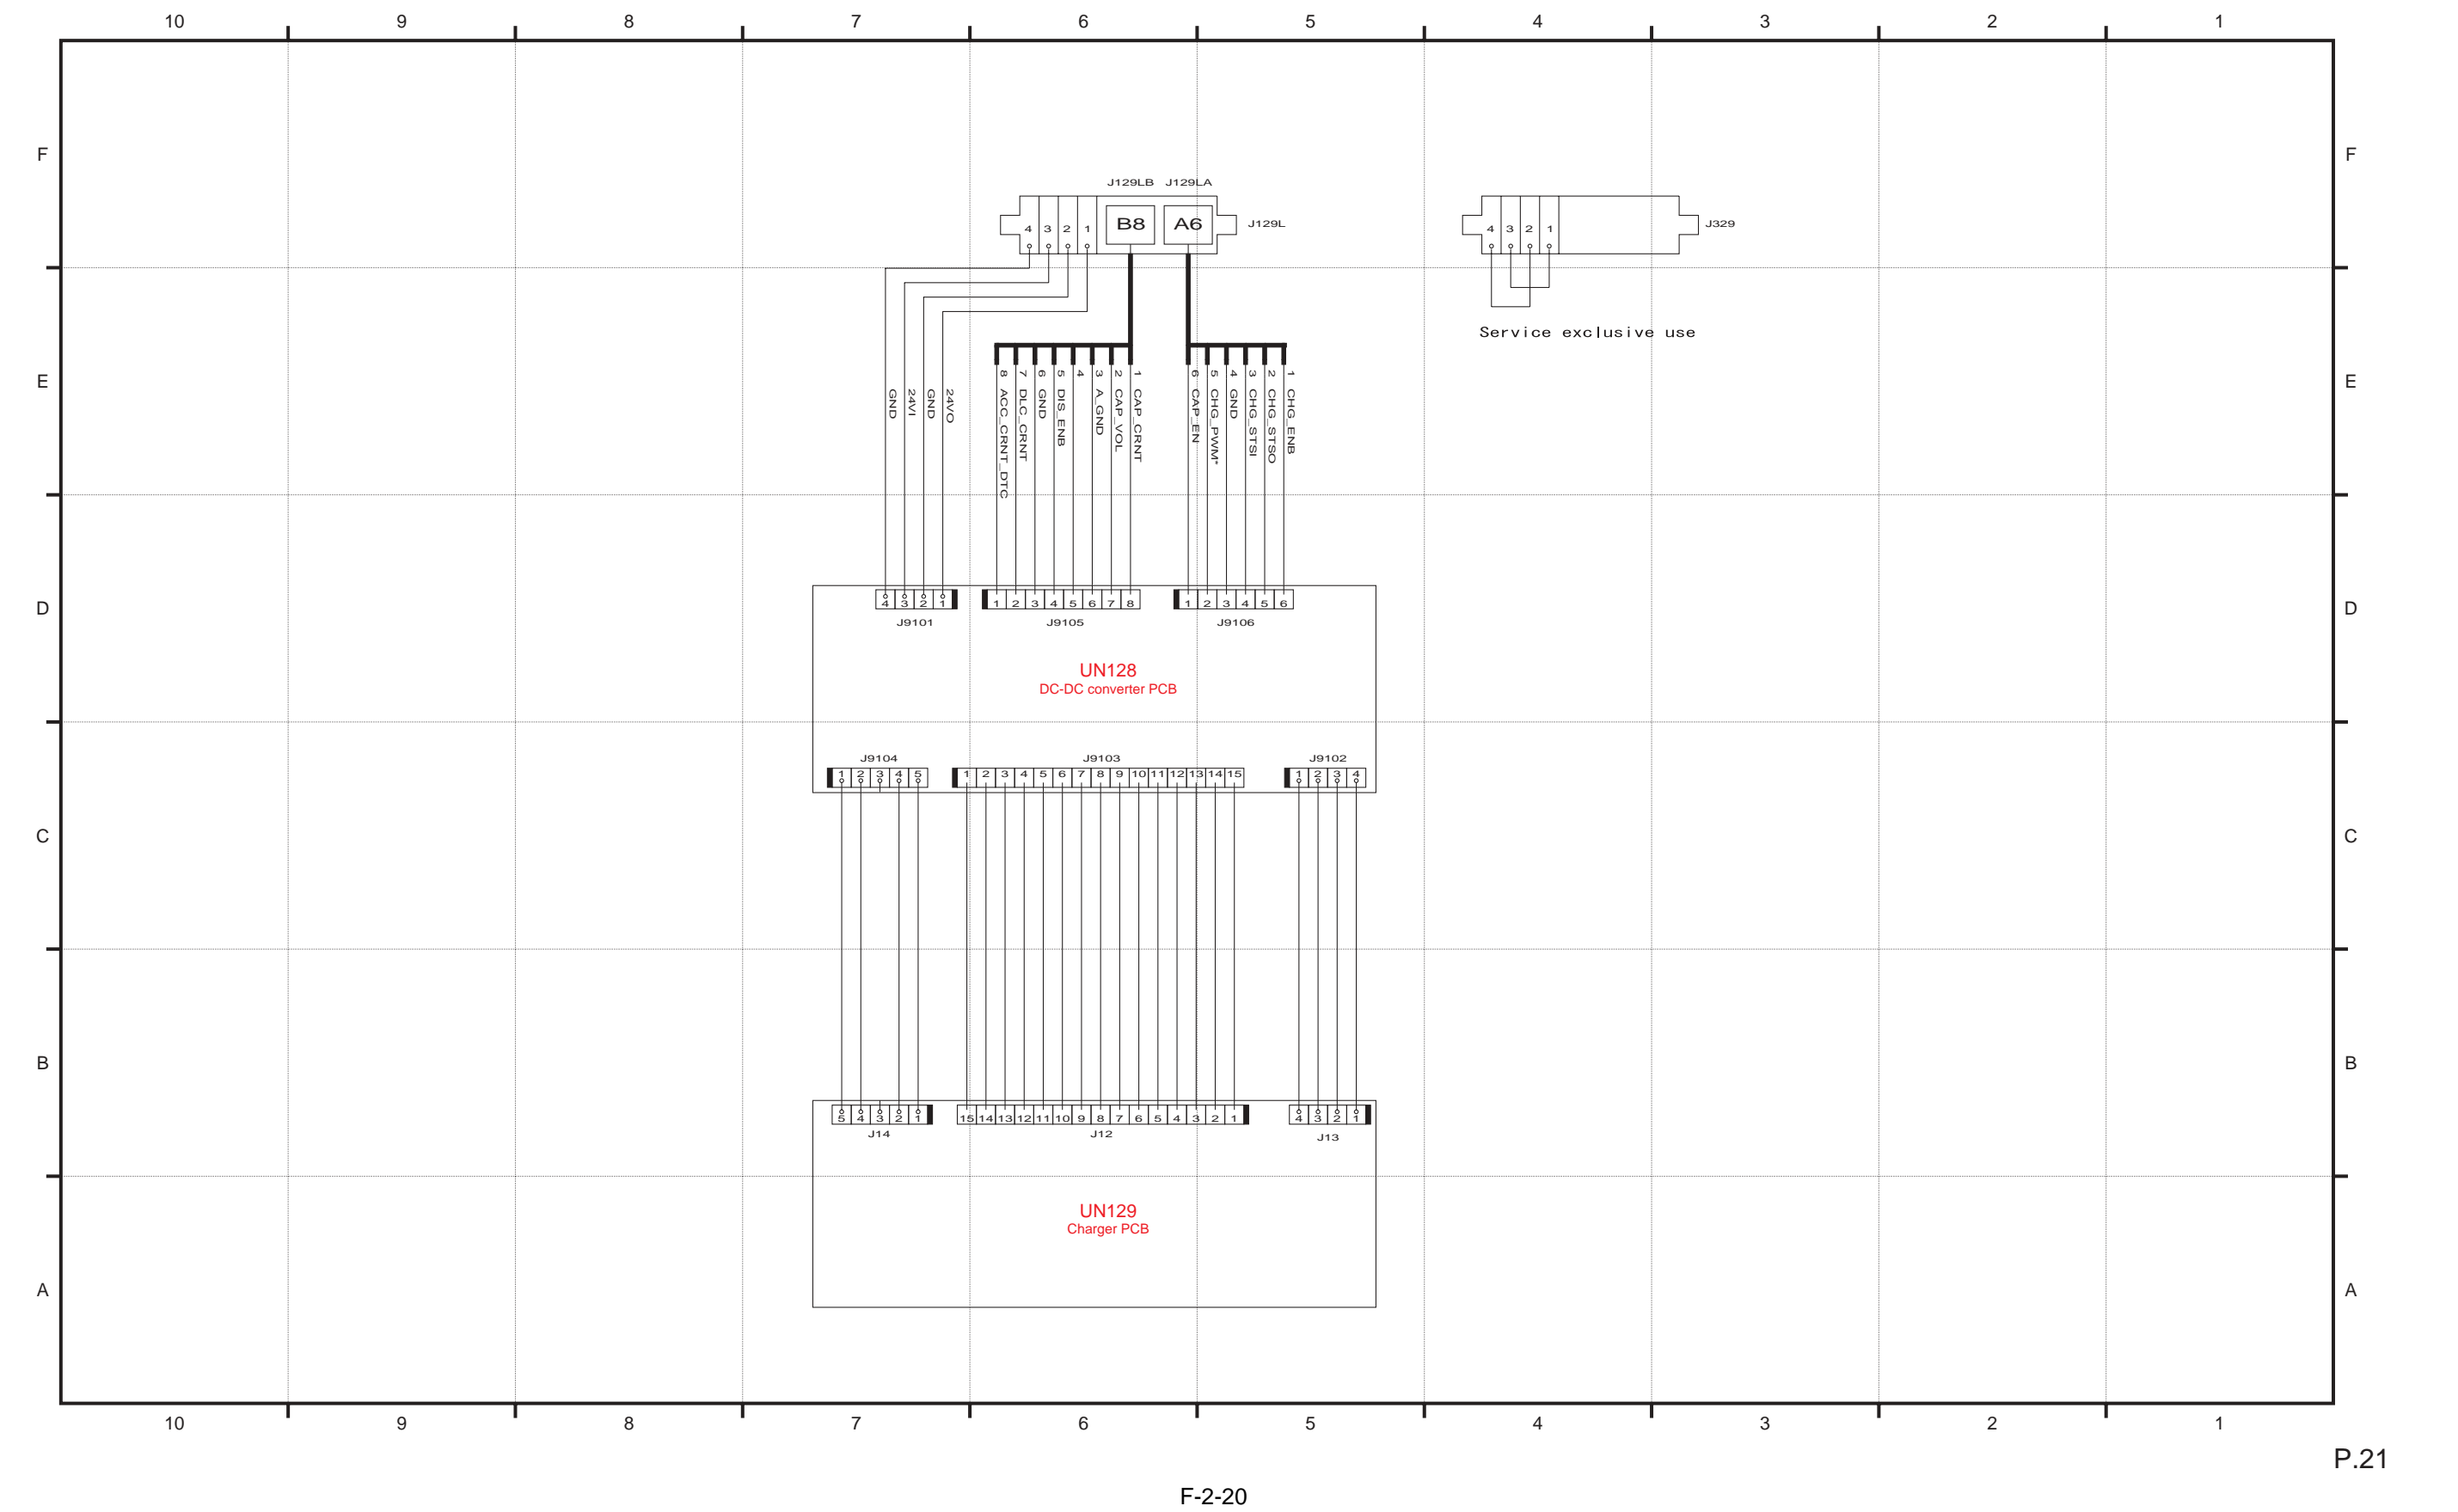 10 9 8 7 6 5 4 3 2 1
F F
J129LB J129LA
4 3 2 1 B8 A6 J129L
4 3 2 1 J329
Service exclusive use
E E
GND
24VI
GND
24VO
8 ACC_CRNT_DTC
7 DLC_CRNT
6 GND
5 DIS_ENB
4
3 A_GND
2 CAP_VOL
1 CAP_CRNT
6 CAP_EN
5 CHG_PWM*
4 GND
3 CHG_STSI
2 CHG_STSO
1 CHG_ENB
D D
4 3 2 1
1 2 3 4 5 6 7 8
1 2 3 4 5 6
J9101 J9105 J9106
UN128
DC-DC converter PCB
J9104 J9103 J9102
1 2 3 4 5
1 2 3 4 5 6 7 8 9 10 11 12 13 14 15
1 2 3 4
C C
B B
5 4 3 2 1
15 14 13 12 11 10 9 8 7 6 5 4 3 2 1
4 3 2 1
J14 J12 J13
UN129
Charger PCB
A A
10 9 8 7 6 5 4 3 2 1
P.21
F-2-20